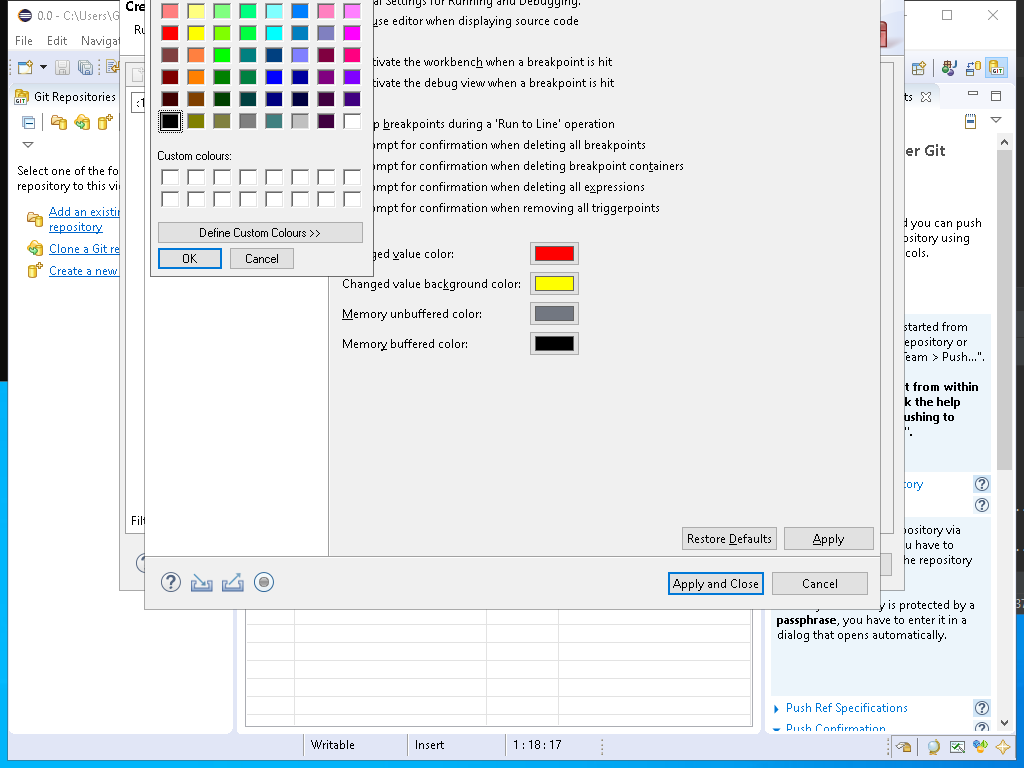 0.0 - C:\Users\G
File Edit Navigat
Git Repositories
Select one of the fo
repository to this vi
Add an existin
repository
Clone a Git re
Create a new
Cre
Ru
Filt
Custom colours:
Define Custom Colours >>
OK Cancel
al Settings for Running and Debugging.
use editor when displaying source code
tivate the workbench when a breakpoint is hit
tivate the debug view when a breakpoint is hit
p breakpoints during a 'Run to Line' operation
ompt for confirmation when deleting all breakpoints
ompt for confirmation when deleting breakpoint containers
ompt for confirmation when deleting all expressions
ompt for confirmation when removing all triggerpoints
ged value color:
Changed value background color:
Memory unbuffered color:
Memory buffered color:
Restore Defaults Apply
Apply and Close Cancel
ts
er Git
d you can push
ository using
cols.
started from
epository or
Team > Push...".
t from within
k the help
ushing to
".
ory
pository via
u have to
he repository
y is protected by a
passphrase, you have to enter it in a
dialog that opens automatically.
Push Ref Specifications
Push Confirmation
Writable Insert 1 : 18 : 17